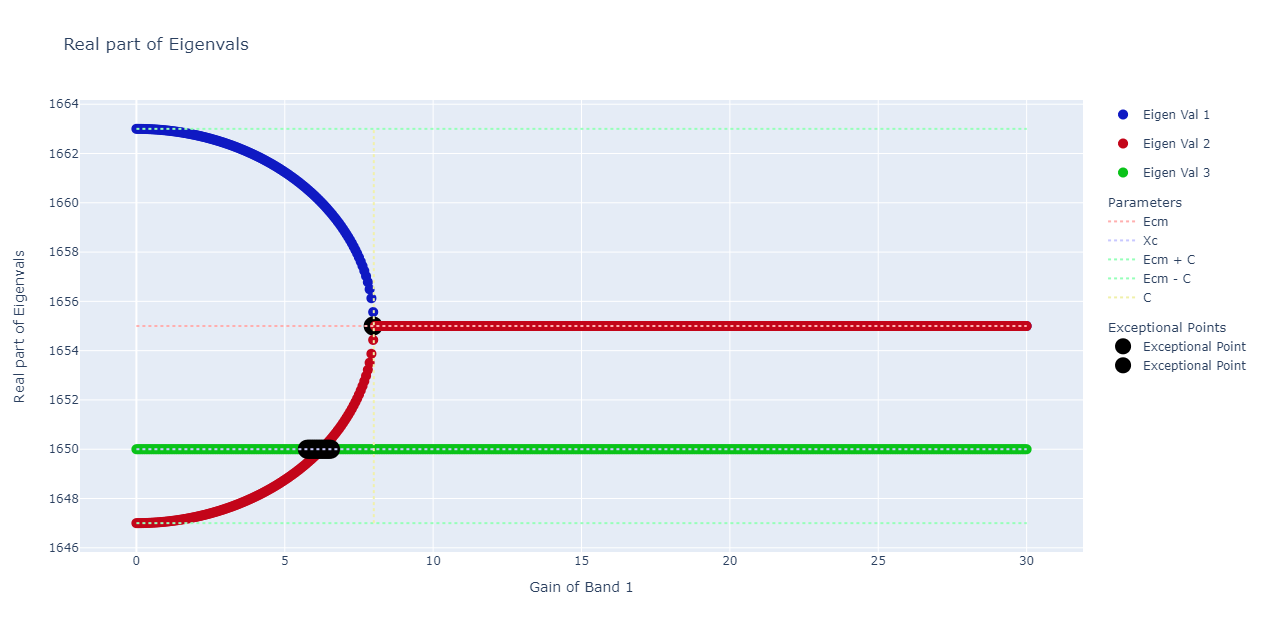 Real part of Eigenvals
Real part of Eigenvals
1664
1662
1660
1658
1656
1654
1652
1650
1648
1646
0
5
10
15
20
25
30
Gain of Band 1
Eigen Val 1
Eigen Val 2
Eigen Val 3
Parameters
Ecm
Xc
Ecm + C
Ecm - C
C
Exceptional Points
Exceptional Point
Exceptional Point